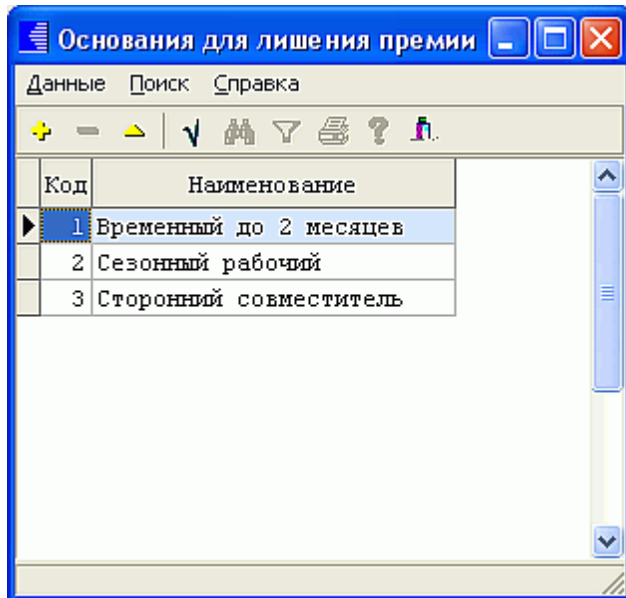 Основания для лишения премии
Данные Поиск Справка
Код Наименование
1 Временный до 2 месяцев
2 Сезонный рабочий
3 Сторонний совместитель